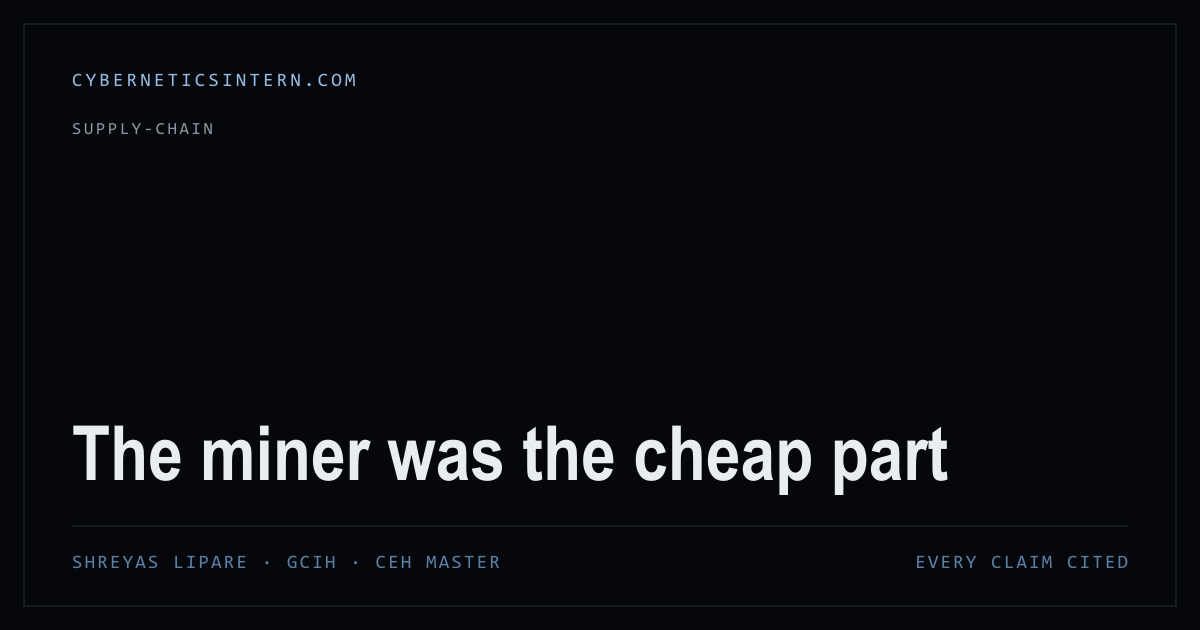 CYBERNETICSINTERN.COM
SUPPLY-CHAIN
The miner was the cheap part
SHREYAS LIPARE · GCIH · CEH MASTER
EVERY CLAIM CITED